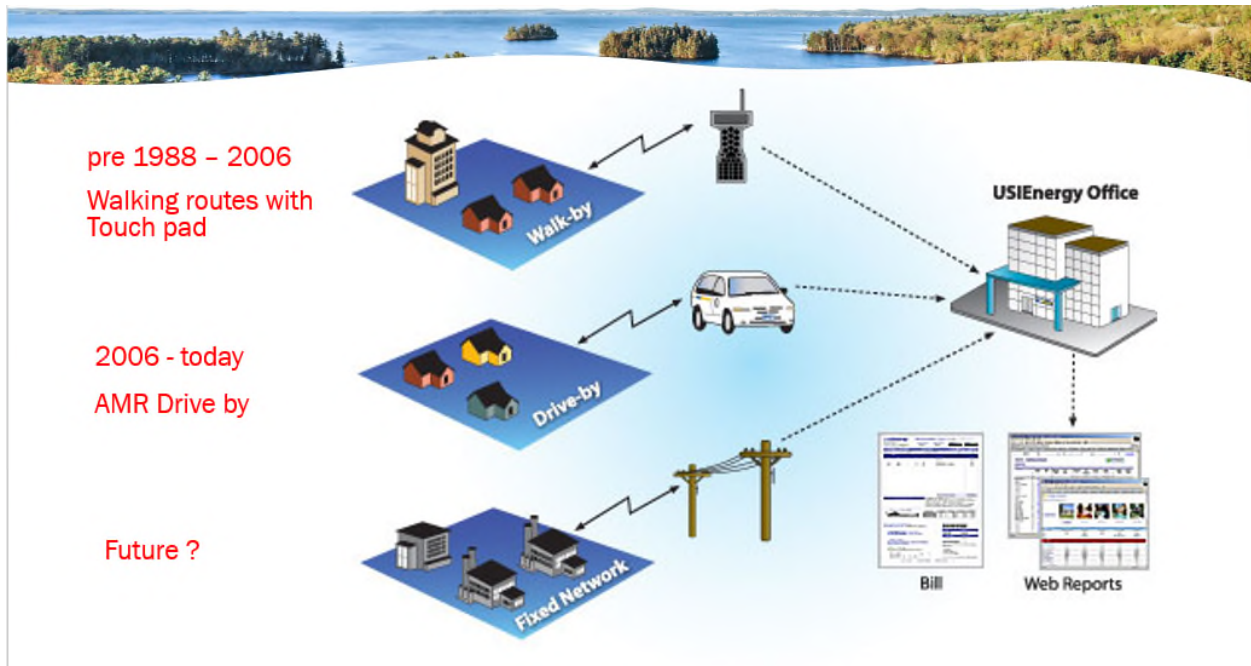 pre 1988 – 2006
Walking routes with
Touch pad
Walk-by
USIEnergy Office
2006 - today
AMR Drive by
Drive-by
Future ?
Fixed Network
Bill
Web Reports